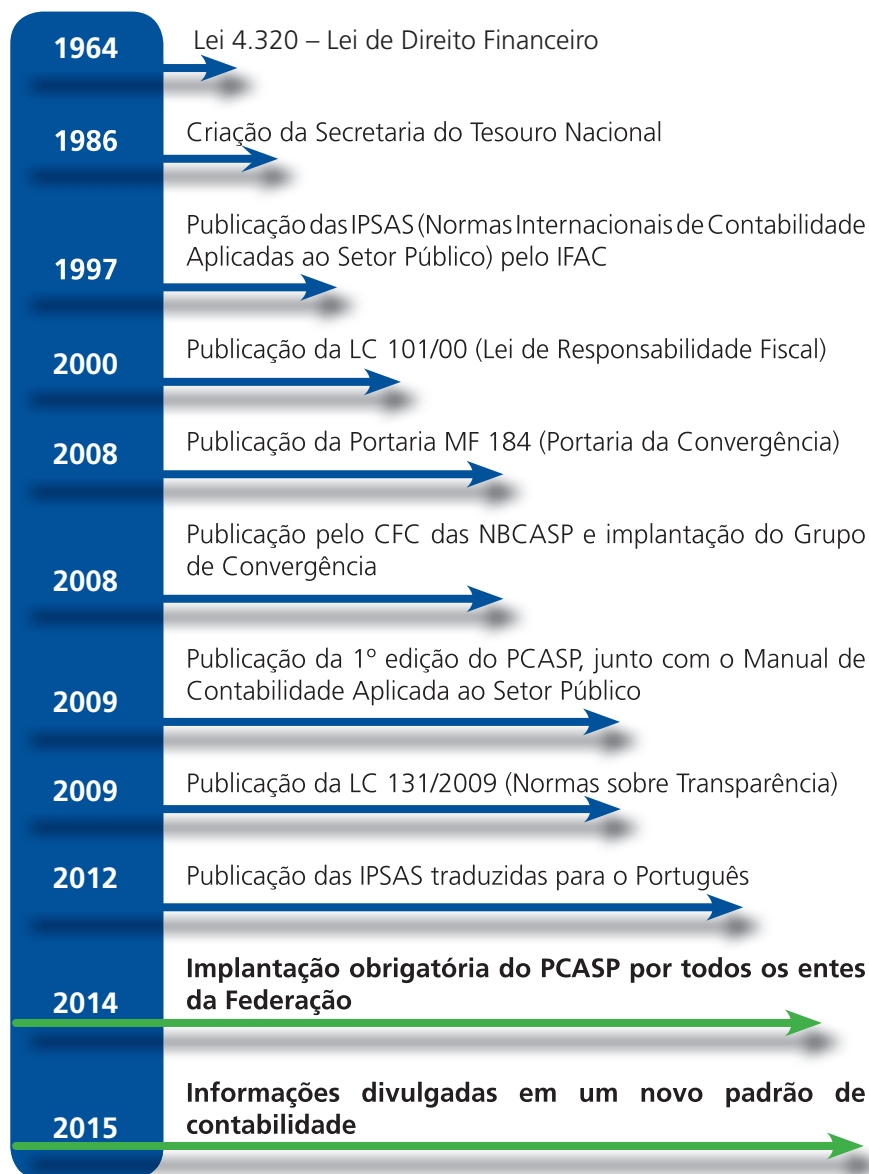 1964
Lei 4.320 – Lei de Direito Financeiro
1986
Criação da Secretaria do Tesouro Nacional
1997
Publicação das IPSAS (Normas Internacionais de Contabilidade
Aplicadas ao Setor Público) pelo IFAC
2000
Publicação da LC 101/00 (Lei de Responsabilidade Fiscal)
2008
Publicação da Portaria MF 184 (Portaria da Convergência)
2008
Publicação pelo CFC das NBCASP e implantação do Grupo
de Convergência
2009
Publicação da 1º edição do PCASP, junto com o Manual de
Contabilidade Aplicada ao Setor Público
2009
Publicação da LC 131/2009 (Normas sobre Transparência)
2012
Publicação das IPSAS traduzidas para o Português
2014
Implantação obrigatória do PCASP por todos os entes
da Federação
2015
Informações divulgadas em um novo padrão de
contabilidade